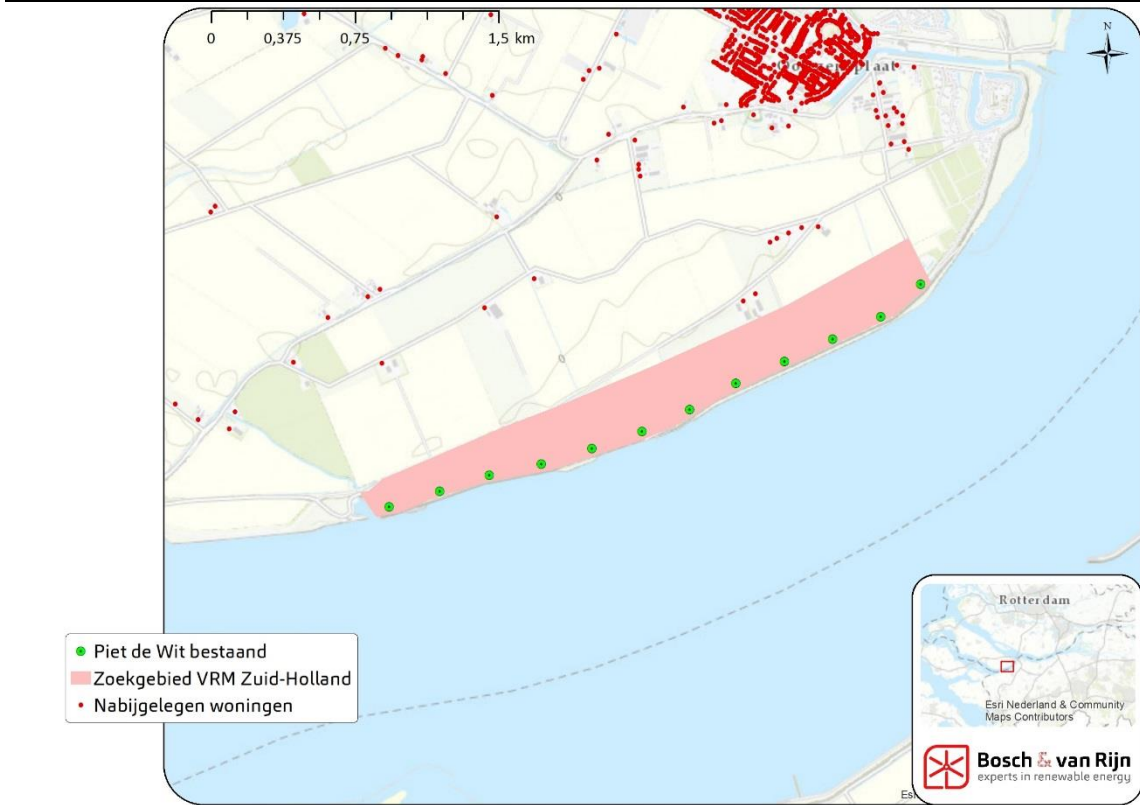 0 0,375 0,75 1,5 km
N
Piet de Wit bestaand
Zoekgebied VRM Zuid-Holland
Nabijgelegen woningen
Rotterdam
Esri Nederland & Community
Maps Contributors
Bosch & van Rijn
experts in renewable energy